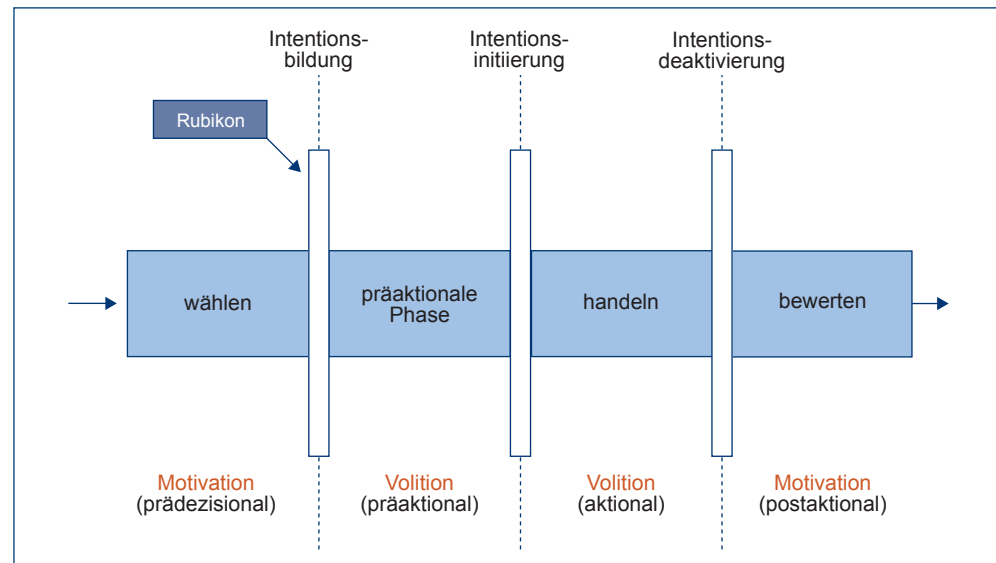 Intentions-
bildung
Intentions-
initiierung
Intentions-
deaktivierung
Rubikon
wählen
präaktionale
Phase
handeln
bewerten
Motivation
(prädezisional)
Volition
(präaktional)
Volition
(aktional)
Motivation
(postaktional)